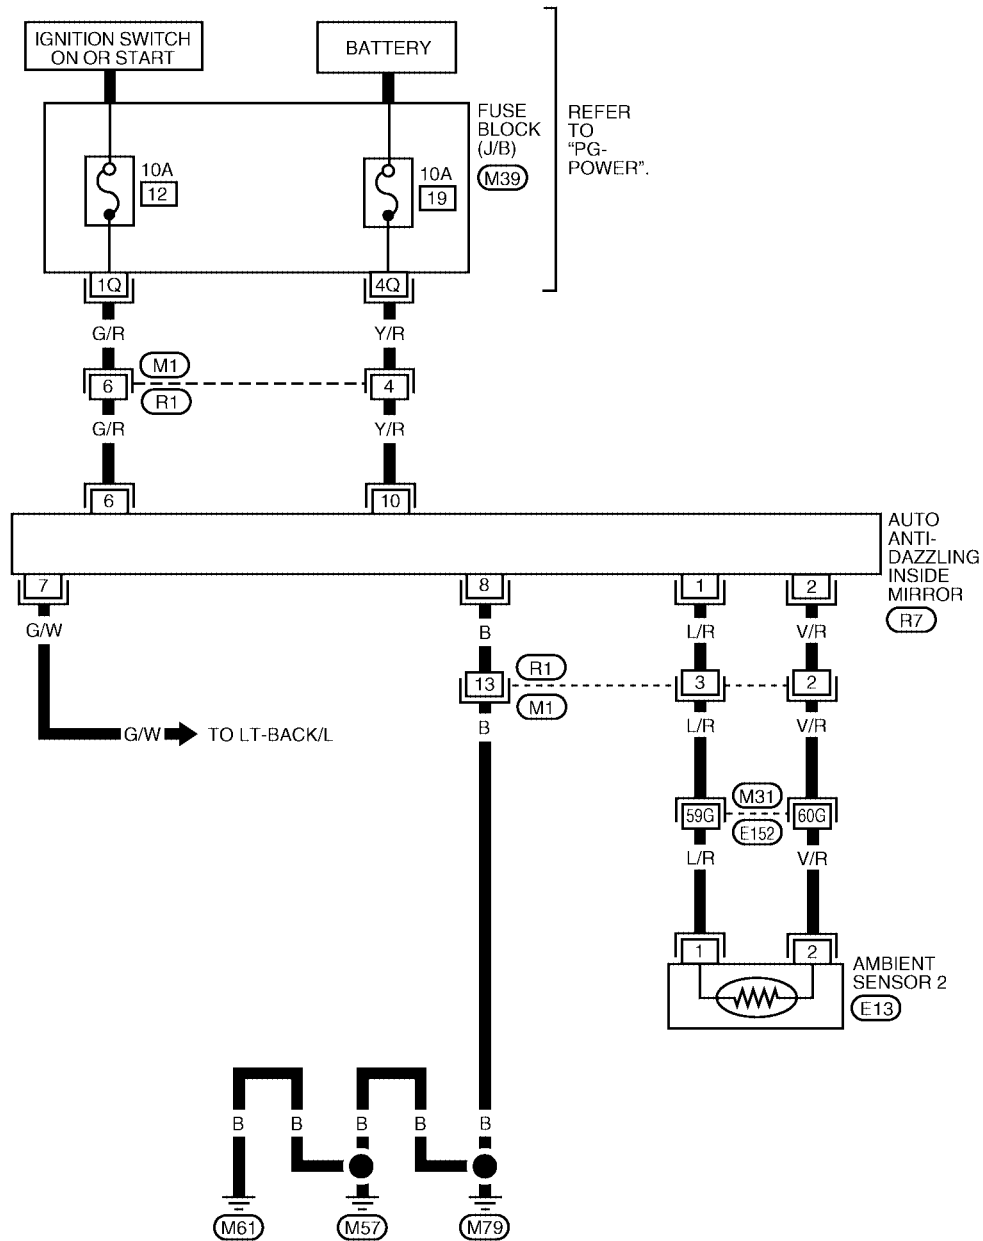 IGNITION SWITCH
ON OR START
BATTERY
FUSE
BLOCK
(J/B)
M39
REFER
TO
“PG-
POWER”.
10A
12
10A
19
1Q
4Q
G/R
Y/R
M1
6
4
R1
G/R
Y/R
6
10
AUTO
ANTI-
DAZZLING
INSIDE
MIRROR
R7
7
8
1
2
G/W
B
L/R
V/R
R1
13
3
2
M1
G/W
TO LT-BACK/L
B
L/R
V/R
M31
59G
60G
E152
L/R
V/R
1
2
AMBIENT
SENSOR 2
E13
B
B
B
B
B
M61
M57
M79